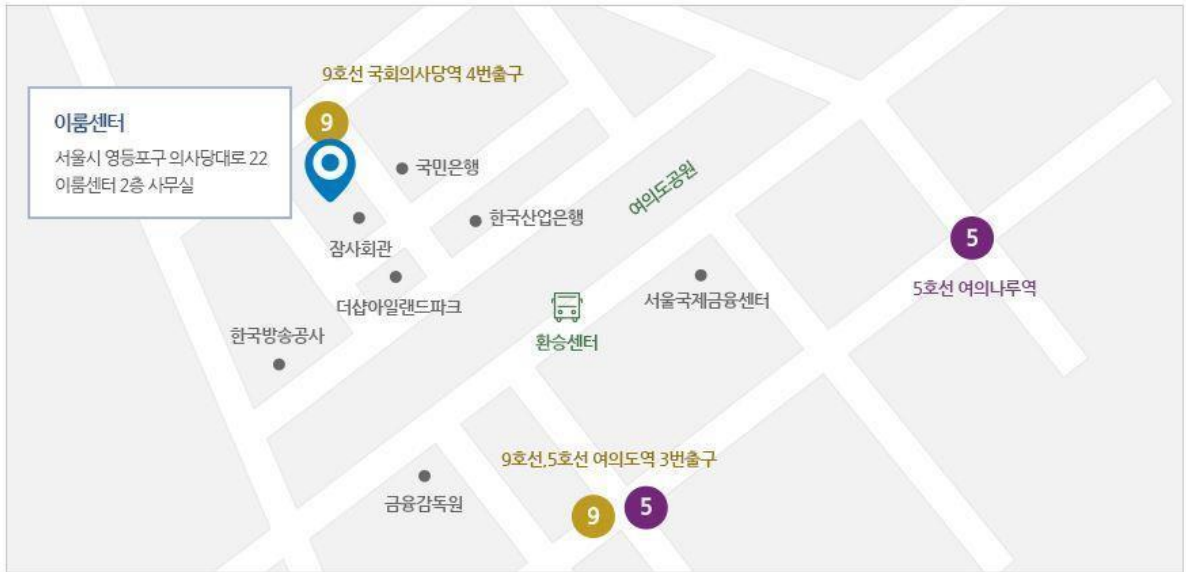 9호선 국회의사당역 4번출구
이룸센터
서울시 영등포구 의사당대로 22
이룸센터 2층 사무실
9
국민은행
한국산업은행
여의도공원
잠사회관
5
5호선 여의나루역
더샵아일랜드파크
서울국제금융센터
한국방송공사
환승센터
9호선,5호선 여의도역 3번출구
금융감독원
9
5